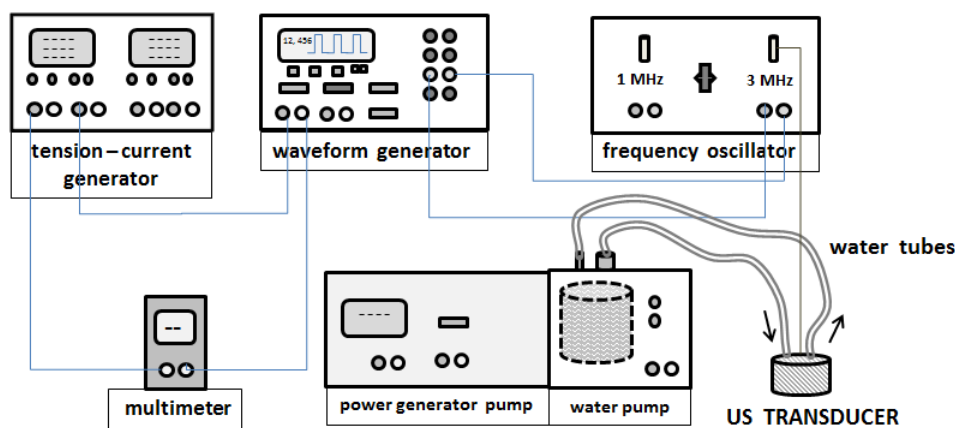 12, 456
1 MHz
3 MHz
tension – current
generator
waveform generator
frequency oscillator
water tubes
multimeter
power generator pump
water pump
US TRANSDUCER